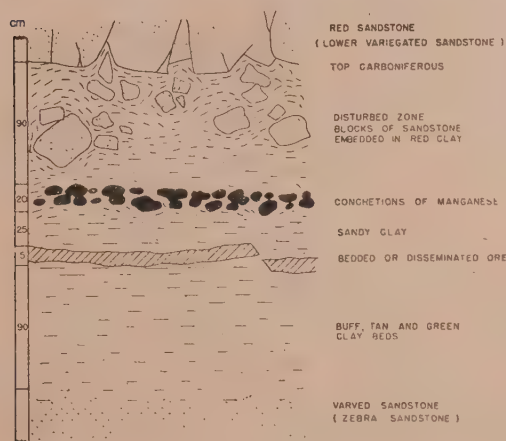 cm
RED SANDSTONE
(LOWER VARIEGATED SANDSTONE)
TOP CARBONIFEROUS
90
DISTURBED ZONE
BLOCKS OF SANDSTONE
EMBEDDED IN RED CLAY
20
CONCRETIONS OF MANGANESE
25
SANDY CLAY
5
BEDDED OR DISSEMINATED ORE
90
BUFF, TAN AND GREEN
CLAY BEDS
VARVED SANDSTONE
(ZEBRA SANDSTONE)